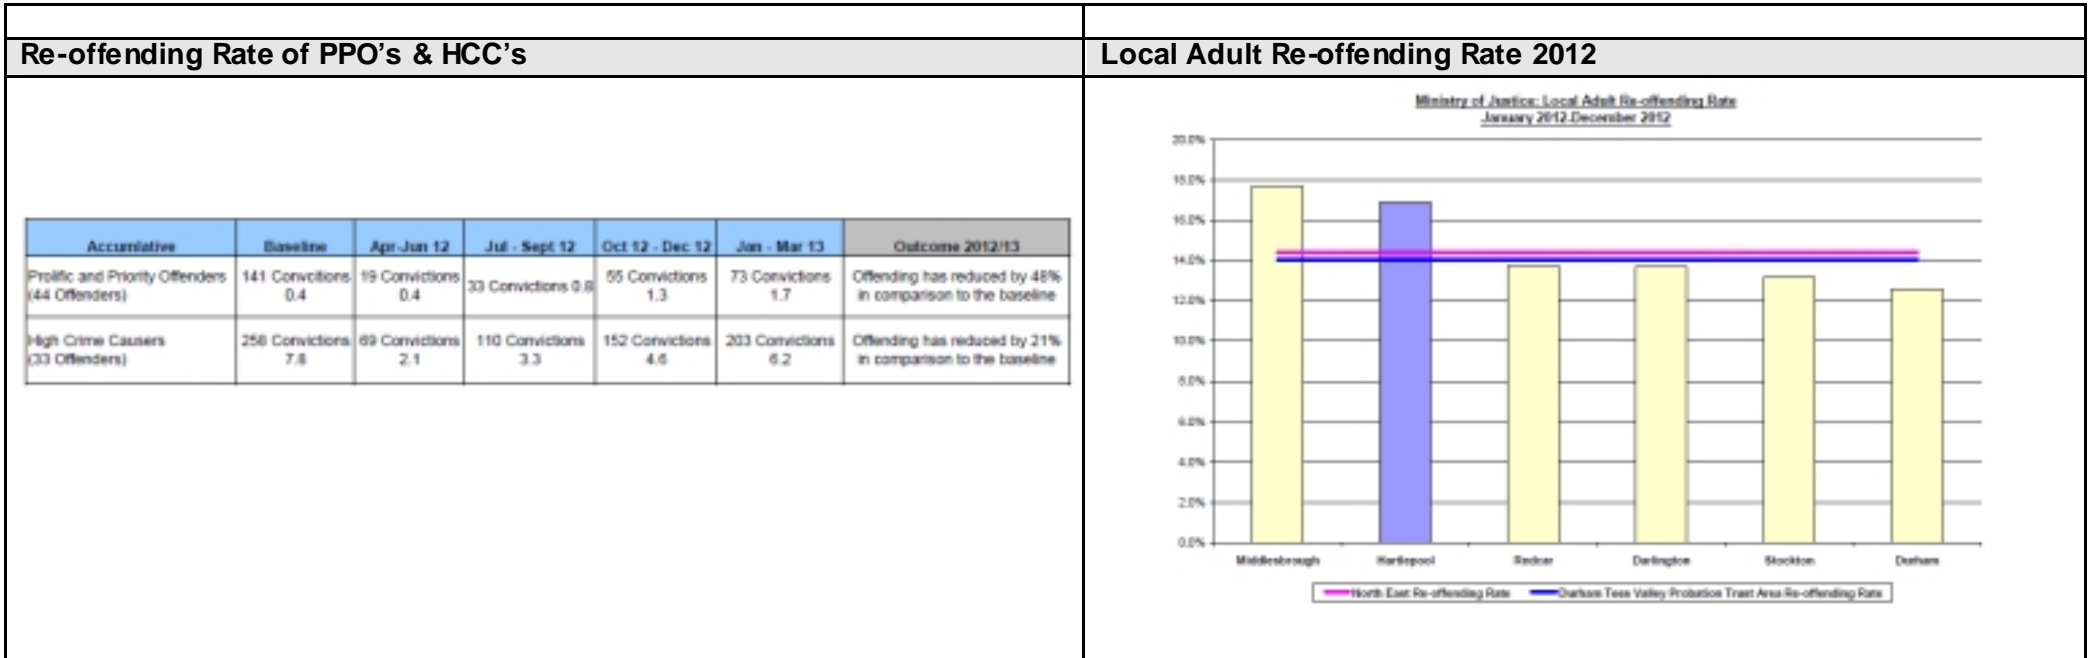 Re-offending Rate of PPO's & HCC's
Local Adult Re-offending Rate 2012
Accumlative Baseline Apr-Jun 12 Jul - Sept 12 Oct 12 - Dec 12 Jan - Mar 13 Outcome 2012/13
Prolific and Priority Offenders
(44 Offenders)
141 Convcitions
0.4
19 Convictions
0.4
33 Convictions 0.8
55 Convictions
1.3
73 Convictions
1.7
Offending has reduced by 48%
in comparison to the baseline
High Crime Causers
(33 Offenders)
258 Convictions
7.8
69 Convictions
2.1
110 Convictions
3.3
152 Convictions
4.6
203 Convictions
6.2
Offending has reduced by 21%
in comparison to the baseline
Ministry of Justice: Local Adult Re-offending Rate
January 2012-December 2012
20.0%
18.0%
16.0%
14.0%
12.0%
10.0%
8.0%
6.0%
4.0%
2.0%
0.0%
Middlesbrough Hartlepool Redcar Darlington Stockton Durham
North East Re-offending Rate Durham Tees Valley Probation Trust Area Re-offending Rate